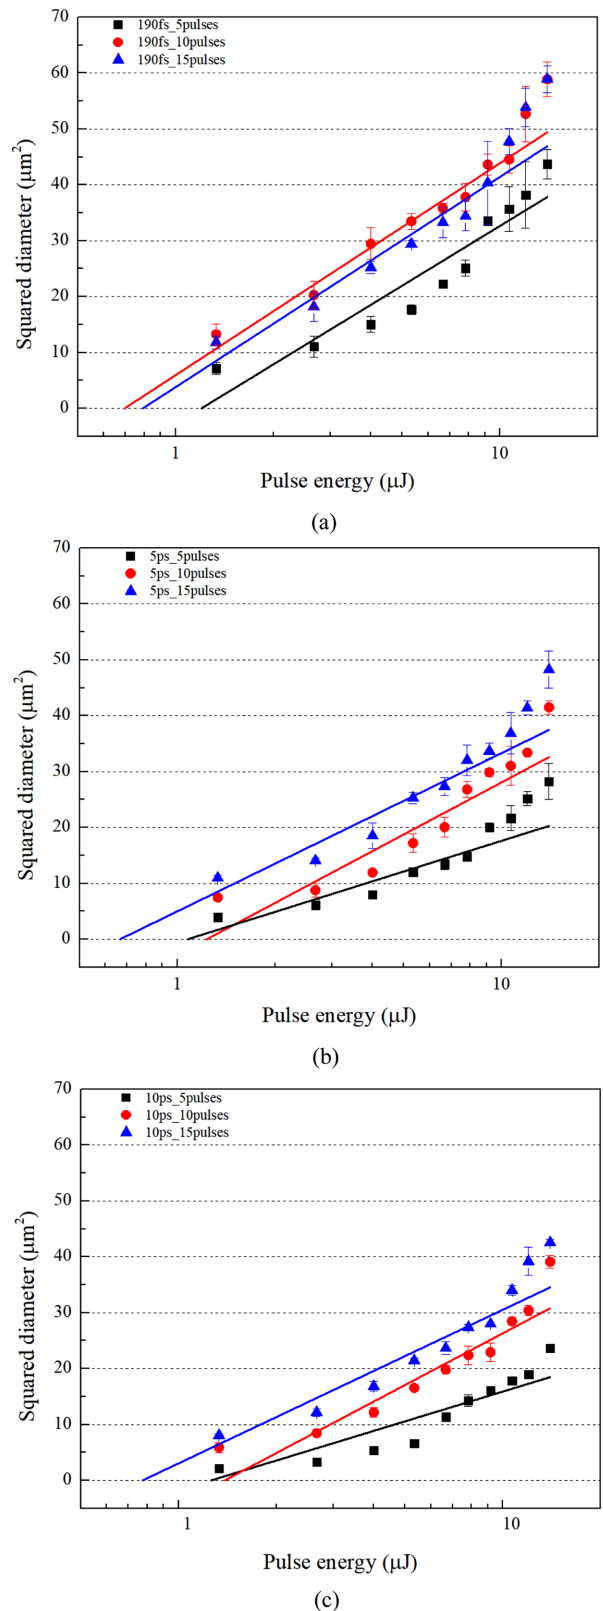 70
190fs_5pulses
190fs_10pulses
190fs_15pulses
60
50
40
30
20
10
0
Squared diameter (μm²)
1
10
Pulse energy (μJ)
(a)
70
5ps_5pulses
5ps_10pulses
5ps_15pulses
60
50
40
30
20
10
0
Squared diameter (μm²)
1
10
Pulse energy (μJ)
(b)
70
10ps_5pulses
10ps_10pulses
10ps_15pulses
60
50
40
30
20
10
0
Squared diameter (μm²)
1
10
Pulse energy (μJ)
(c)